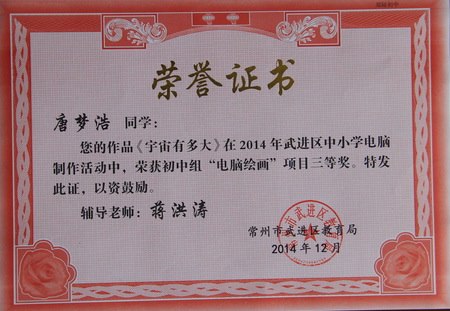 荣誉证书
唐梦浩 同学：
您的作品《宇宙有多大》在2014年武进区中小学电脑
制作活动中，荣获初中组“电脑绘画”项目三等奖。特发
此证，以资鼓励。
辅导老师：蒋洪涛
常州市武进区教育局
2014年12月